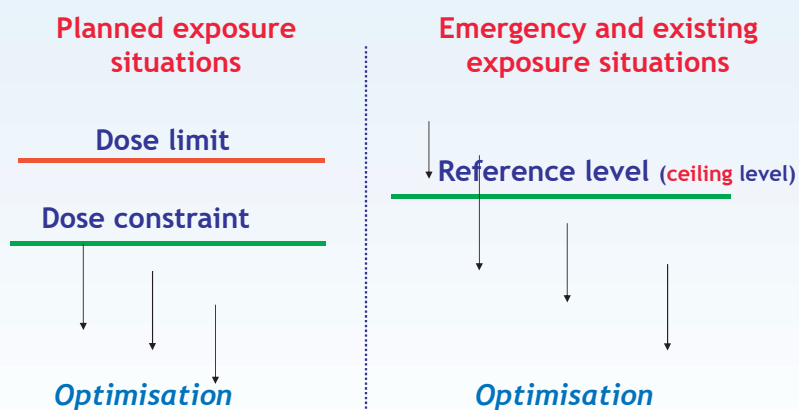 Planned exposure
situations
Dose limit
Dose constraint
Optimisation
Emergency and existing
exposure situations
Reference level (ceiling level)
Optimisation